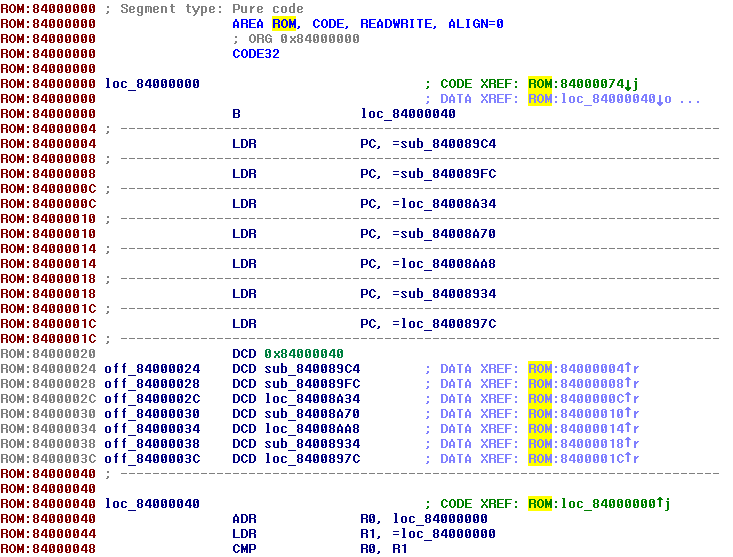 ROM:84000000 ; Segment type: Pure code
ROM:84000000 AREA ROM, CODE, READWRITE, ALIGN=0
ROM:84000000 ; ORG 0x84000000
ROM:84000000 CODE32
ROM:84000000
ROM:84000000 loc_84000000 ; CODE XREF: ROM:84000074↓j
ROM:84000000 ; DATA XREF: ROM:loc_84000040↓o ...
ROM:84000000 B loc_84000040
ROM:84000004 ; ---------------------------------------------------------------------------
ROM:84000004 LDR PC, =sub_840089C4
ROM:84000008 ; ---------------------------------------------------------------------------
ROM:84000008 LDR PC, =sub_840089FC
ROM:8400000C ; ---------------------------------------------------------------------------
ROM:8400000C LDR PC, =loc_84008A34
ROM:84000010 ; ---------------------------------------------------------------------------
ROM:84000010 LDR PC, =sub_84008A70
ROM:84000014 ; ---------------------------------------------------------------------------
ROM:84000014 LDR PC, =loc_84008AA8
ROM:84000018 ; ---------------------------------------------------------------------------
ROM:84000018 LDR PC, =sub_84008934
ROM:8400001C ; ---------------------------------------------------------------------------
ROM:8400001C LDR PC, =loc_8400897C
ROM:8400001C ; ---------------------------------------------------------------------------
ROM:84000020 DCD 0x84000040
ROM:84000024 off_84000024 DCD sub_840089C4 ; DATA XREF: ROM:84000004↑r
ROM:84000028 off_84000028 DCD sub_840089FC ; DATA XREF: ROM:84000008↑r
ROM:8400002C off_8400002C DCD loc_84008A34 ; DATA XREF: ROM:8400000C↑r
ROM:84000030 off_84000030 DCD sub_84008A70 ; DATA XREF: ROM:84000010↑r
ROM:84000034 off_84000034 DCD loc_84008AA8 ; DATA XREF: ROM:84000014↑r
ROM:84000038 off_84000038 DCD sub_84008934 ; DATA XREF: ROM:84000018↑r
ROM:8400003C off_8400003C DCD loc_8400897C ; DATA XREF: ROM:8400001C↑r
ROM:84000040 ; ---------------------------------------------------------------------------
ROM:84000040
ROM:84000040 loc_84000040 ; CODE XREF: ROM:loc_84000000↑j
ROM:84000040 ADR R0, loc_84000000
ROM:84000044 LDR R1, =loc_84000000
ROM:84000048 CMP R0, R1